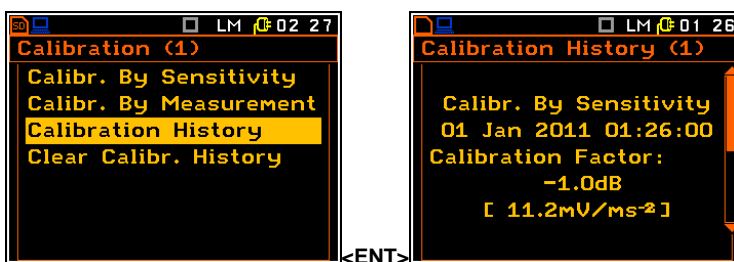 SD LM 02 27
Calibration (1)
Calibr. By Sensitivity
Calibr. By Measurement
Calibration History
Clear Calibr. History
<ENT>
LM 01 26
Calibration History (1)
Calibr. By Sensitivity
01 Jan 2011 01:26:00
Calibration Factor:
-1.0dB
[ 11.2mV/ms⁻² ]